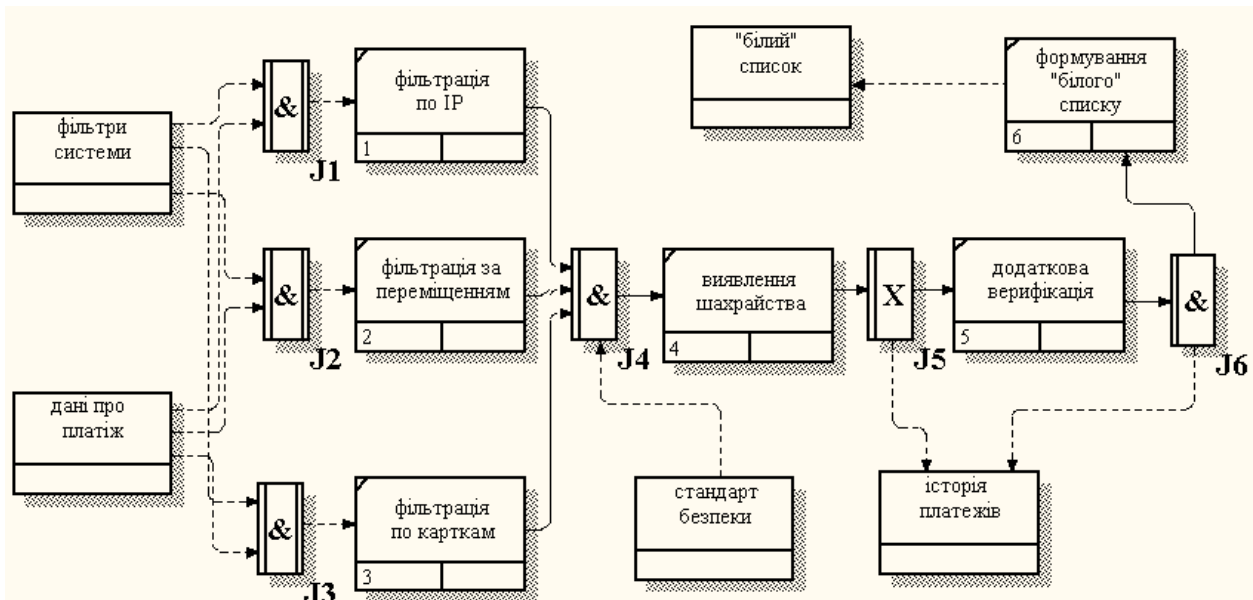 фільтри
системи
дані про
платіж
&
J1
&
J2
&
J3
фільтрація
по IP
1
фільтрація за
переміщенням
2
фільтрація
по карткам
3
&
J4
виявлення
шахрайства
4
стандарт
безпеки
X
J5
додаткова
верифікація
5
&
J6
історія
платежів
"білий"
список
формування
"білого"
списку
6